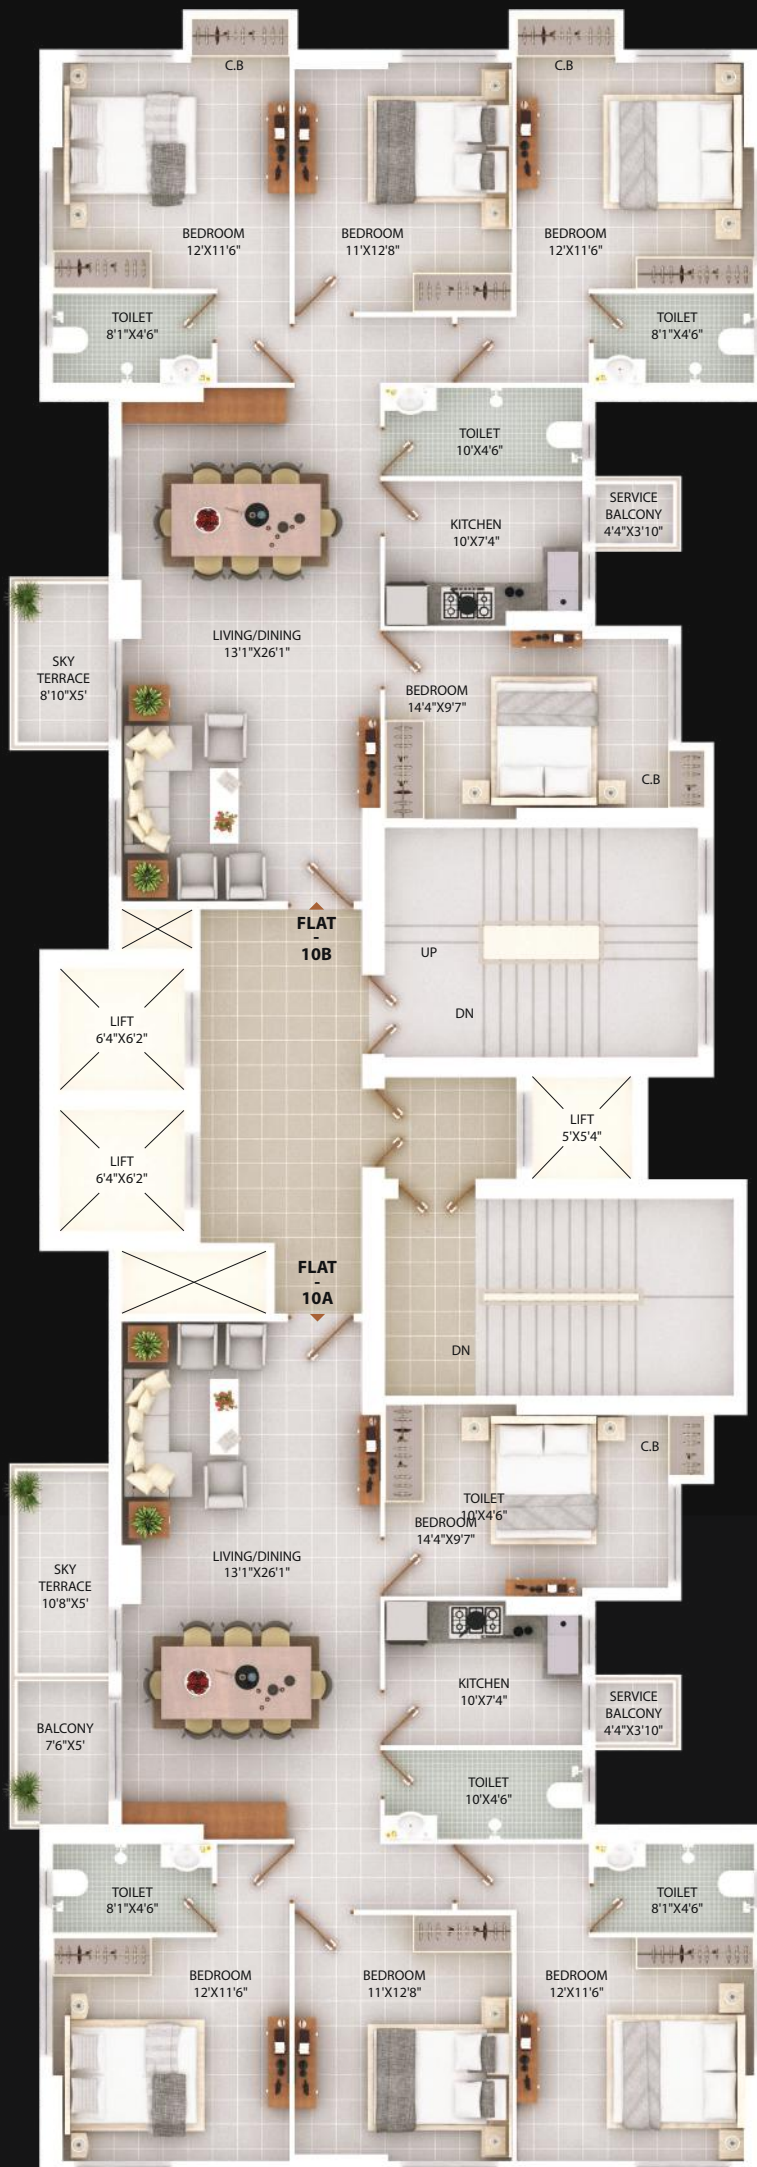 C.B
C.B
BEDROOM
12'X11'6"
BEDROOM
11'X12'8"
BEDROOM
12'X11'6"
TOILET
8'1"X4'6"
TOILET
8'1"X4'6"
TOILET
10'X4'6"
SERVICE
BALCONY
4'4"X3'10"
KITCHEN
10'X7'4"
LIVING/DINING
13'1"X26'1"
SKY
TERRACE
8'10"X5'
BEDROOM
14'4"X9'7"
C.B
FLAT
-
10B
UP
DN
LIFT
6'4"X6'2"
LIFT
5'X5'4"
LIFT
6'4"X6'2"
FLAT
-
10A
DN
C.B
TOILET
10'X4'6"
BEDROOM
14'4"X9'7"
LIVING/DINING
13'1"X26'1"
SKY
TERRACE
10'8"X5'
KITCHEN
10'X7'4"
SERVICE
BALCONY
4'4"X3'10"
BALCONY
7'6"X5'
TOILET
10'X4'6"
TOILET
8'1"X4'6"
TOILET
8'1"X4'6"
BEDROOM
12'X11'6"
BEDROOM
11'X12'8"
BEDROOM
12'X11'6"